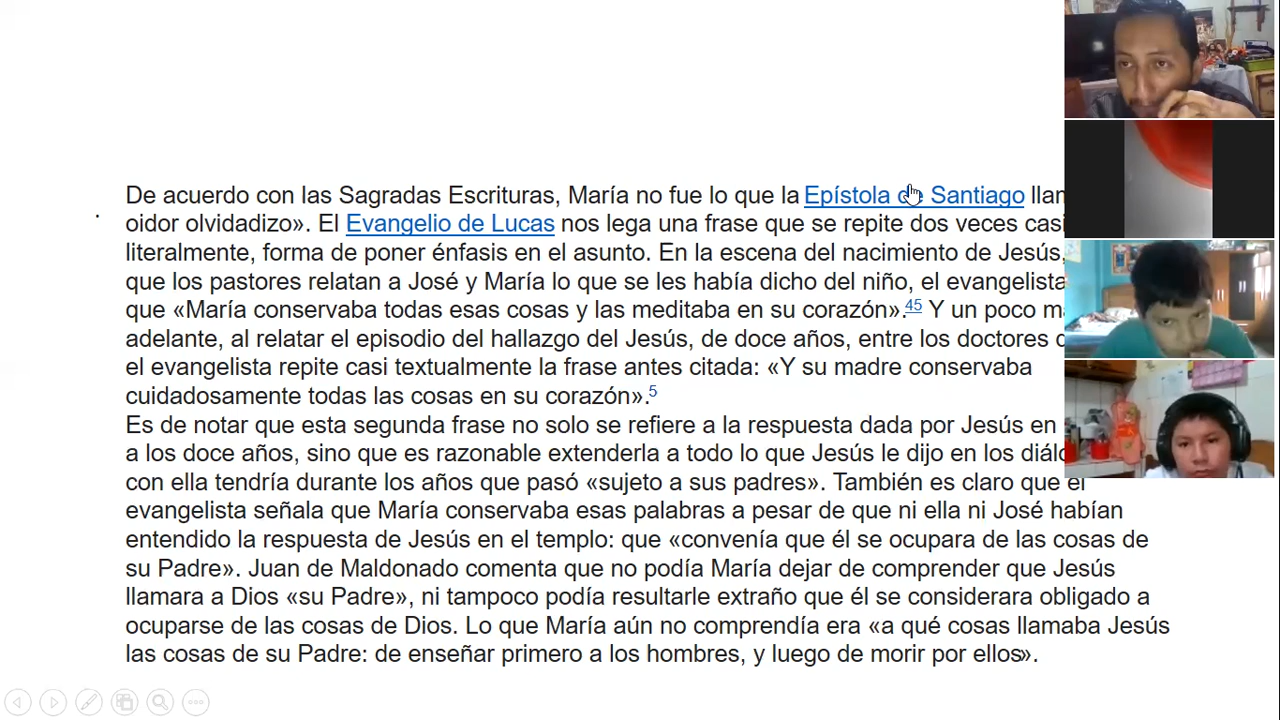 De acuerdo con las Sagradas Escrituras, María no fue lo que la Epístola de Santiago
oidor olvidadizo». El Evangelio de Lucas nos lega una frase que se repite dos veces casi
literalmente, forma de poner énfasis en el asunto. En la escena del nacimiento de Jesús,
que los pastores relatan a José y María lo que se les había dicho del niño, el evangelista
que «María conservaba todas esas cosas y las meditaba en su corazón».45 Y un poco
adelante, al relatar el episodio del hallazgo del Jesús, de doce años, entre los doctores
el evangelista repite casi textualmente la frase antes citada: «Y su madre conservaba
cuidadosamente todas las cosas en su corazón».5
Es de notar que esta segunda frase no solo se refiere a la respuesta dada por Jesús en
a los doce años, sino que es razonable extenderla a todo lo que Jesús le dijo en los
con ella tendría durante los años que pasó «sujeto a sus padres». También es claro que el
evangelista señala que María conservaba esas palabras a pesar de que ni ella ni José habían
entendido la respuesta de Jesús en el templo: que «convenía que él se ocupara de las cosas de
su Padre». Juan de Maldonado comenta que no podía María dejar de comprender que Jesús
llamara a Dios «su Padre», ni tampoco podía resultarle extraño que él se considerara obligado a
ocuparse de las cosas de Dios. Lo que María aún no comprendía era «a qué cosas llamaba Jesús
las cosas de su Padre: de enseñar primero a los hombres, y luego de morir por ellos».